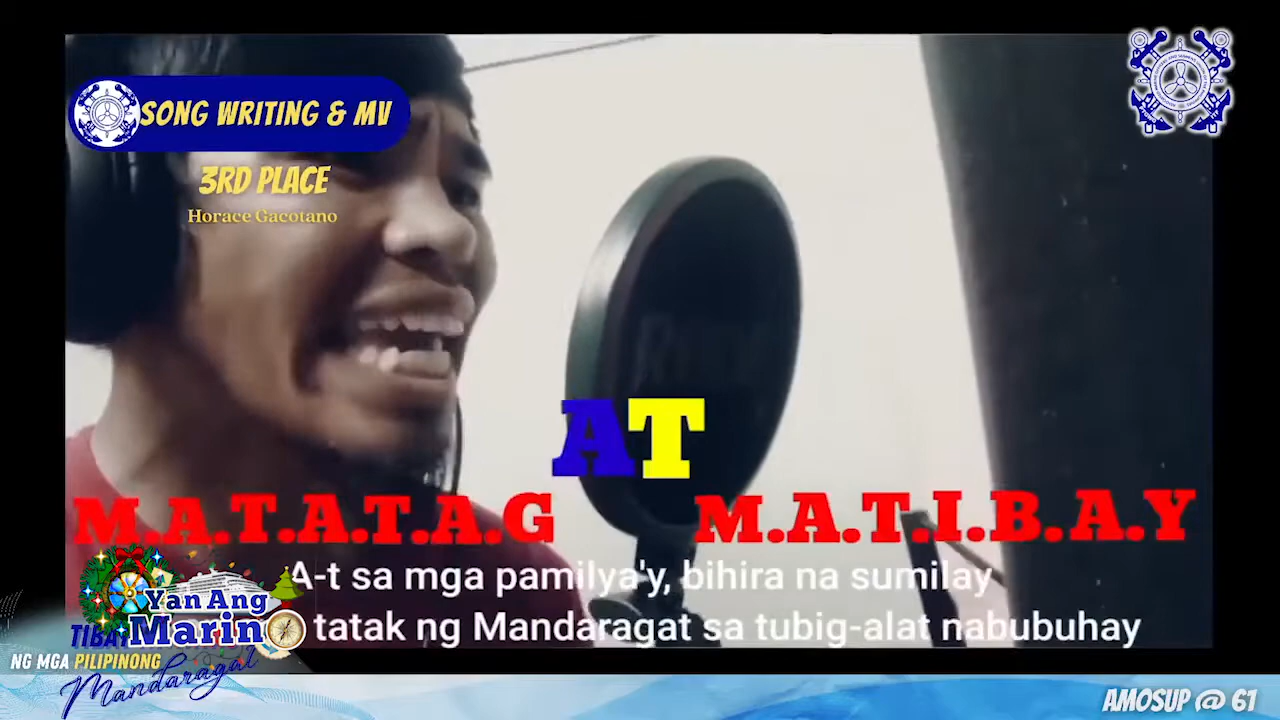 SONG WRITING & MV
3RD PLACE
Horace Gacotano
AT
M.A.T.A.T.A.G M.A.T.I.B.A.Y
A-t sa mga pamilya'y, bihira na sumilay
tatak ng Mandaragat sa tubig-alat nabubuhay
Yan Ang
Marino
NG MGA PILIPINONG
Mandaragat
AMOSUP @ 61